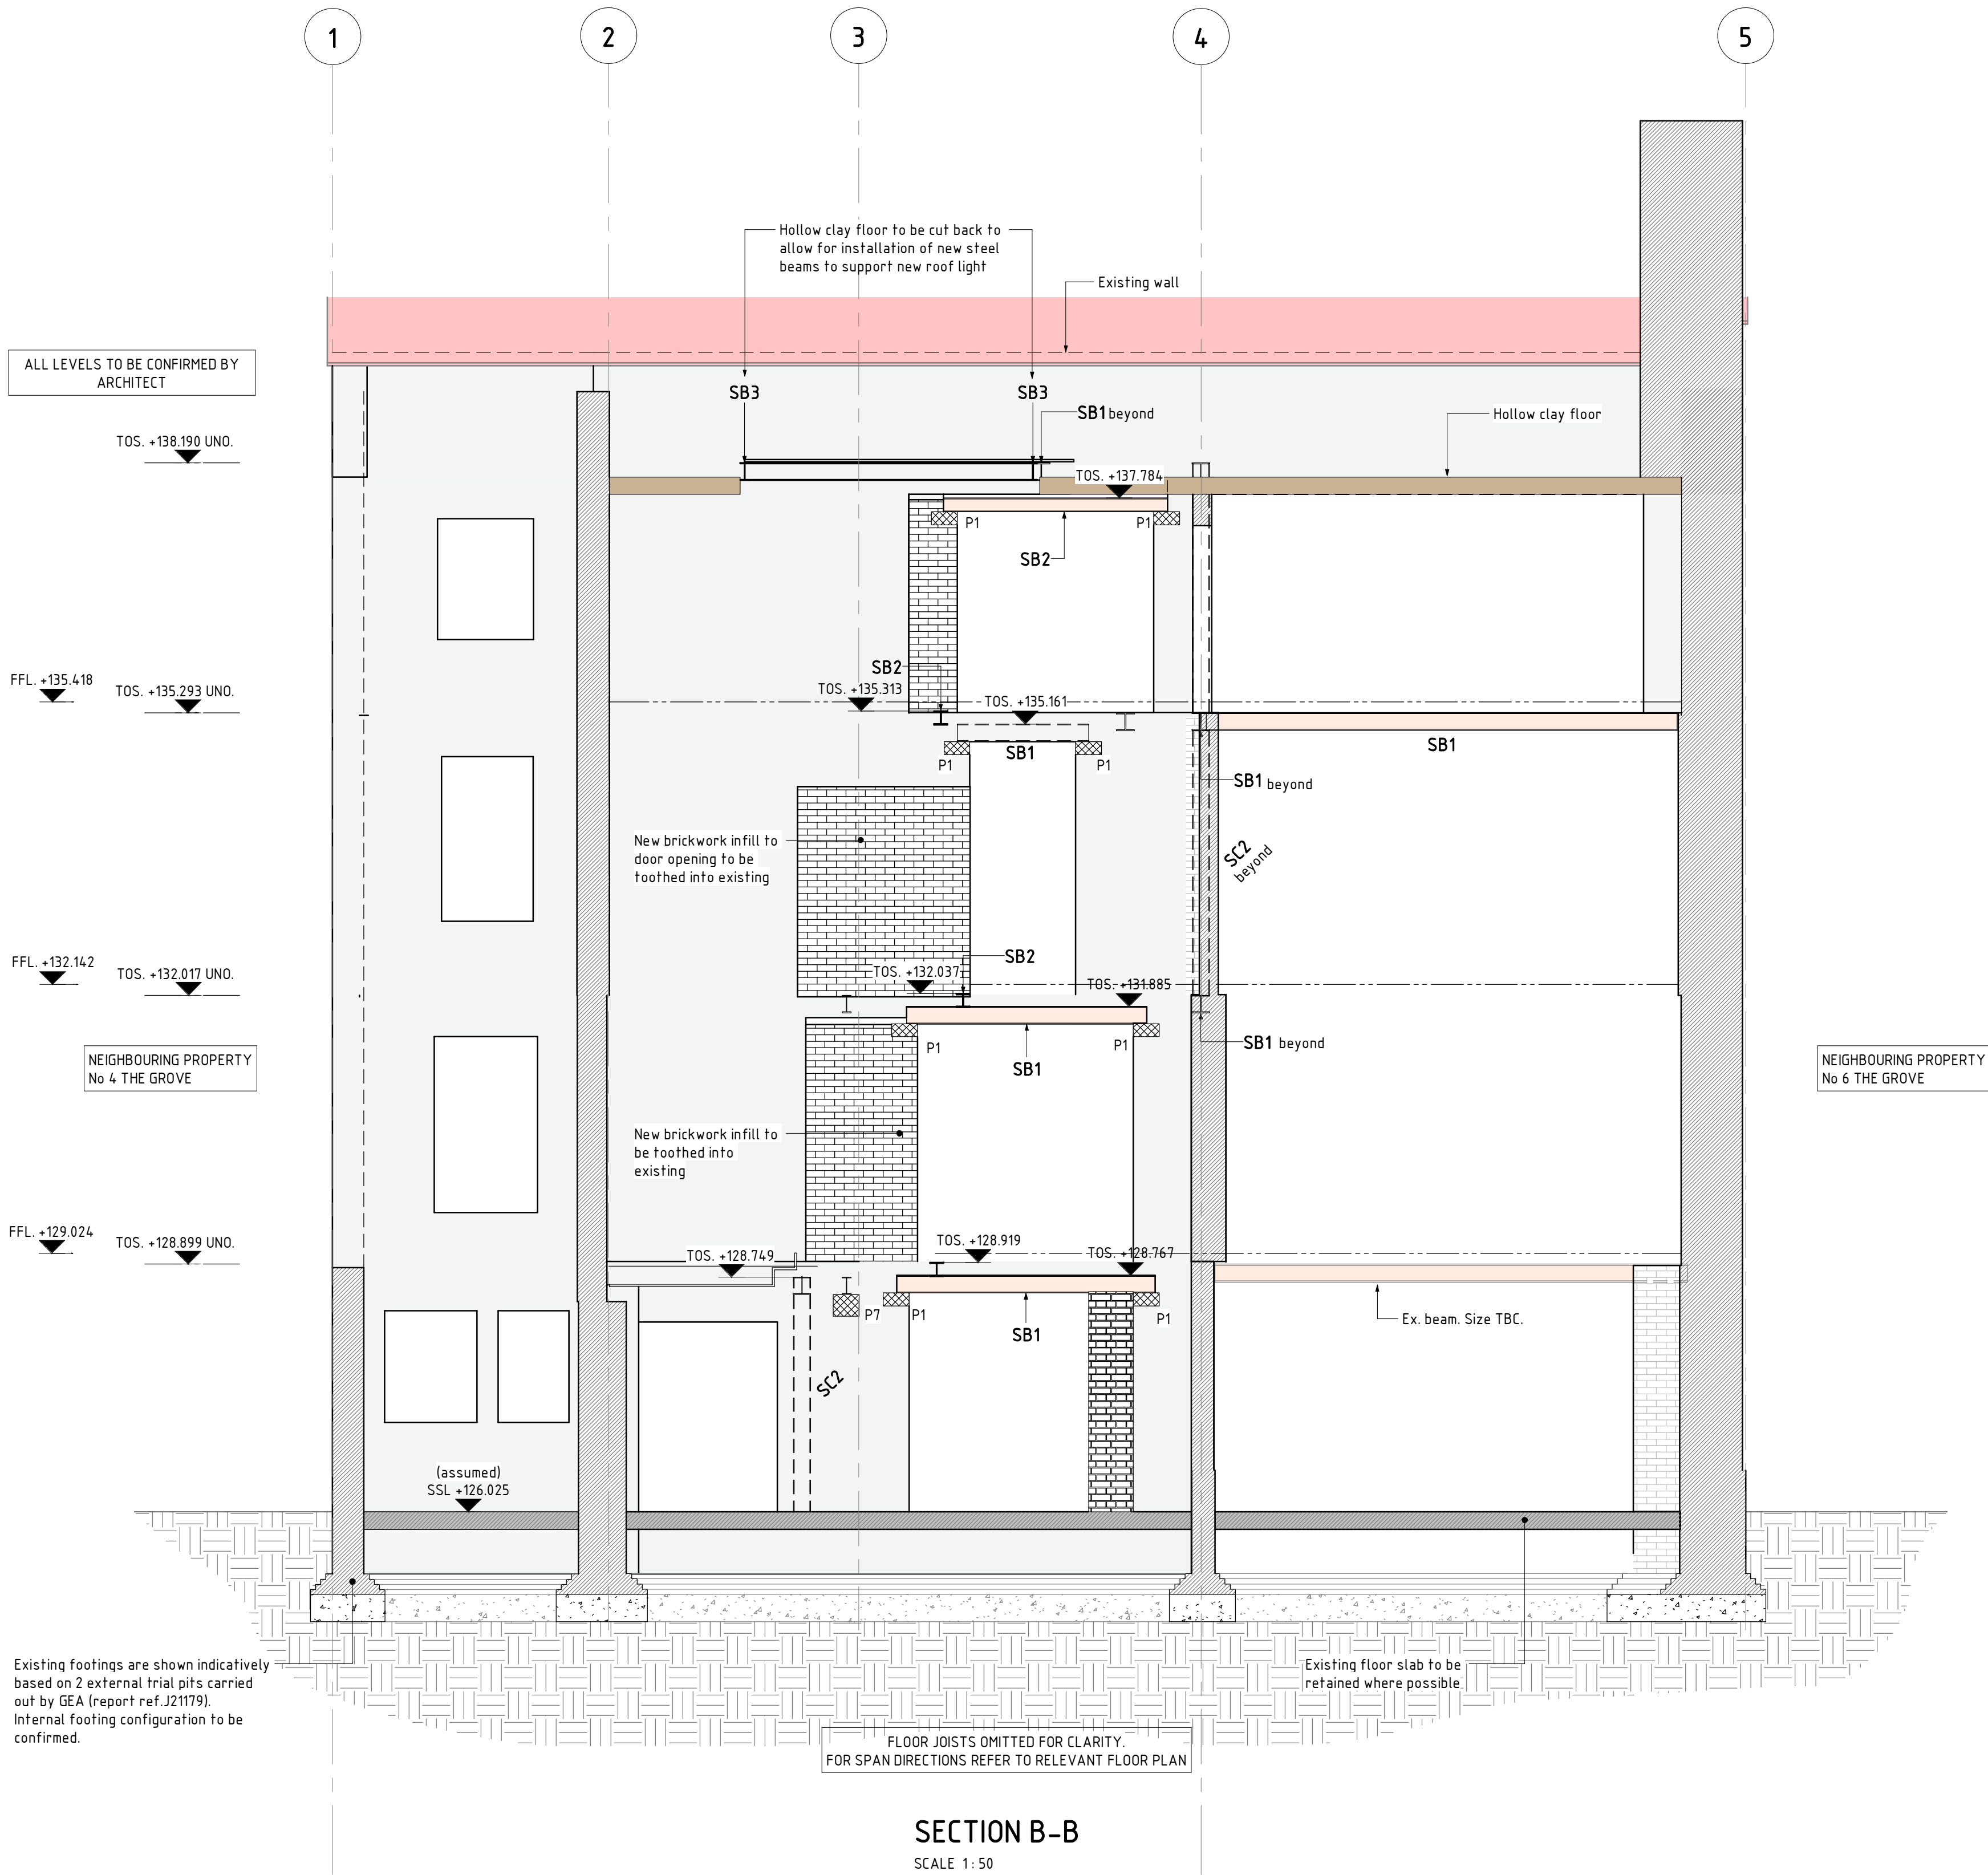 1
2
3
4
5
Hollow clay floor to be cut back to
allow for installation of new steel
beams to support new roof light
Existing wall
ALL LEVELS TO BE CONFIRMED BY
ARCHITECT
SB3
SB3
SB1 beyond
Hollow clay floor
TOS. +138.190 UNO.
TOS. +137.784
P1
P1
SB2
SB2
FFL. +135.418
TOS. +135.293 UNO.
TOS. +135.313
TOS. +135.161
SB1
SB1
P1
P1
SB1 beyond
New brickwork infill to
door opening to be
toothed into existing
SC2
beyond
SB2
FFL. +132.142
TOS. +132.017 UNO.
TOS. +132.037
TOS. +131.885
P1
P1
SB1 beyond
SB1
NEIGHBOURING PROPERTY
No 4 THE GROVE
NEIGHBOURING PROPERTY
No 6 THE GROVE
New brickwork infill to
be toothed into
existing
FFL. +129.024
TOS. +128.899 UNO.
TOS. +128.749
TOS. +128.919
TOS. +128.767
P7
P1
P1
SB1
Ex. beam. Size TBC.
SC2
(assumed)
SSL +126.025
Existing footings are shown indicatively
based on 2 external trial pits carried
out by GEA (report ref.J21179).
Internal footing configuration to be
confirmed.
Existing floor slab to be
retained where possible
FLOOR JOISTS OMITTED FOR CLARITY.
FOR SPAN DIRECTIONS REFER TO RELEVANT FLOOR PLAN
SECTION B-B
SCALE 1:50